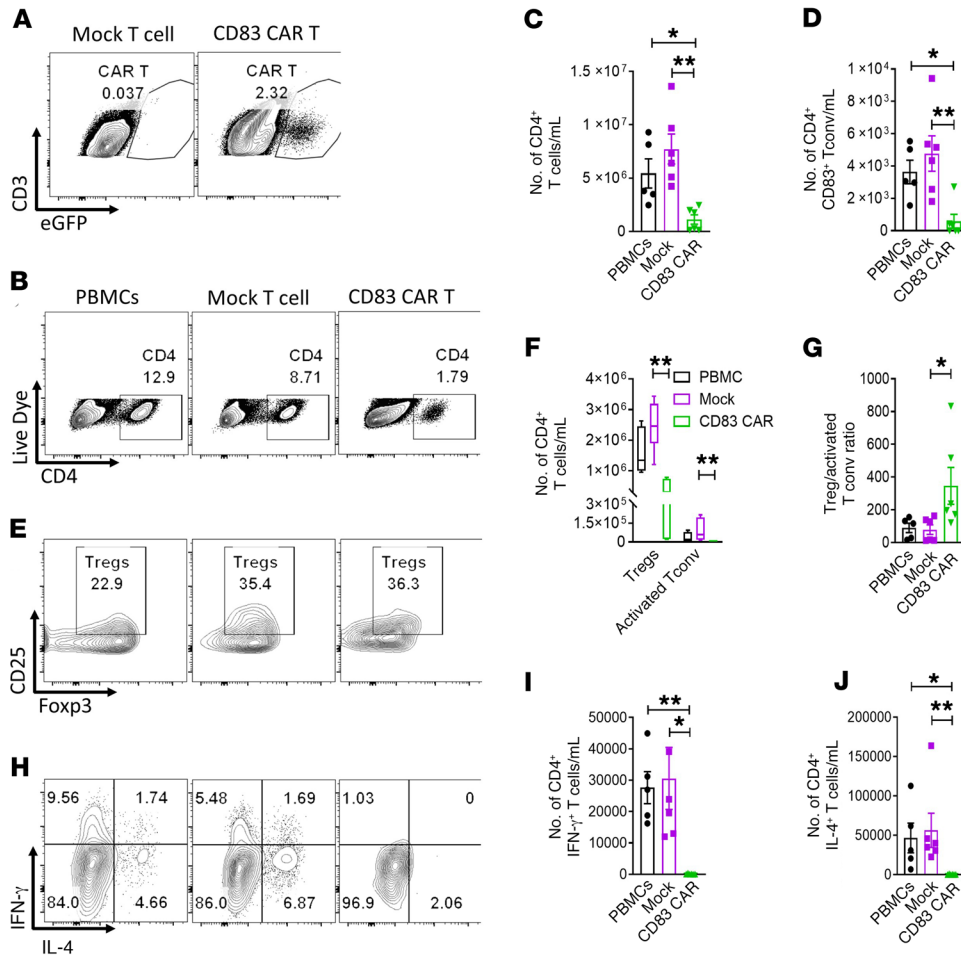 A
Mock T cell
CD83 CAR T
CAR T
0.037
CAR T
2.32
CD3
eGFP
B
PBMCs
Mock T cell
CD83 CAR T
CD4
12.9
CD4
8.71
CD4
1.79
Live Dye
CD4
E
Tregs
22.9
Tregs
35.4
Tregs
36.3
CD25
Foxp3
H
9.56
1.74
84.0
4.66
5.48
1.69
86.0
6.87
1.03
0
96.9
2.06
IFN-γ
IL-4
C
*
**
1.5 ×10⁷
1 ×10⁷
5 ×10⁶
0
No. of CD4⁺
T cells/mL
PBMCs
Mock
CD83 CAR
D
*
**
1 ×10⁴
8 ×10³
6 ×10³
4 ×10³
2 ×10³
0
No. of CD4⁺
CD83⁺ Tconv/mL
PBMCs
Mock
CD83 CAR
F
**
PBMC
Mock
CD83 CAR
**
4×10⁶
3×10⁶
2×10⁶
1×10⁶
3×10⁵
1.5×10⁵
0
No. of CD4⁺
T cells/mL
Tregs
Activated Tconv
G
*
1000
800
600
400
200
0
Treg/activated
T conv ratio
PBMCs
Mock
CD83 CAR
I
**
*
50000
40000
30000
20000
10000
0
No. of CD4⁺
IFN-γ⁺ T cells/mL
PBMCs
Mock
CD83 CAR
J
*
**
200000
150000
100000
50000
0
No. of CD4⁺
IL-4⁺ T cells/mL
PBMCs
Mock
CD83 CAR